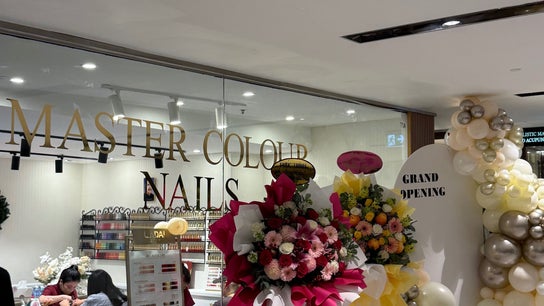 MASTER COLOUR
NAILS
GRAND
OPENING